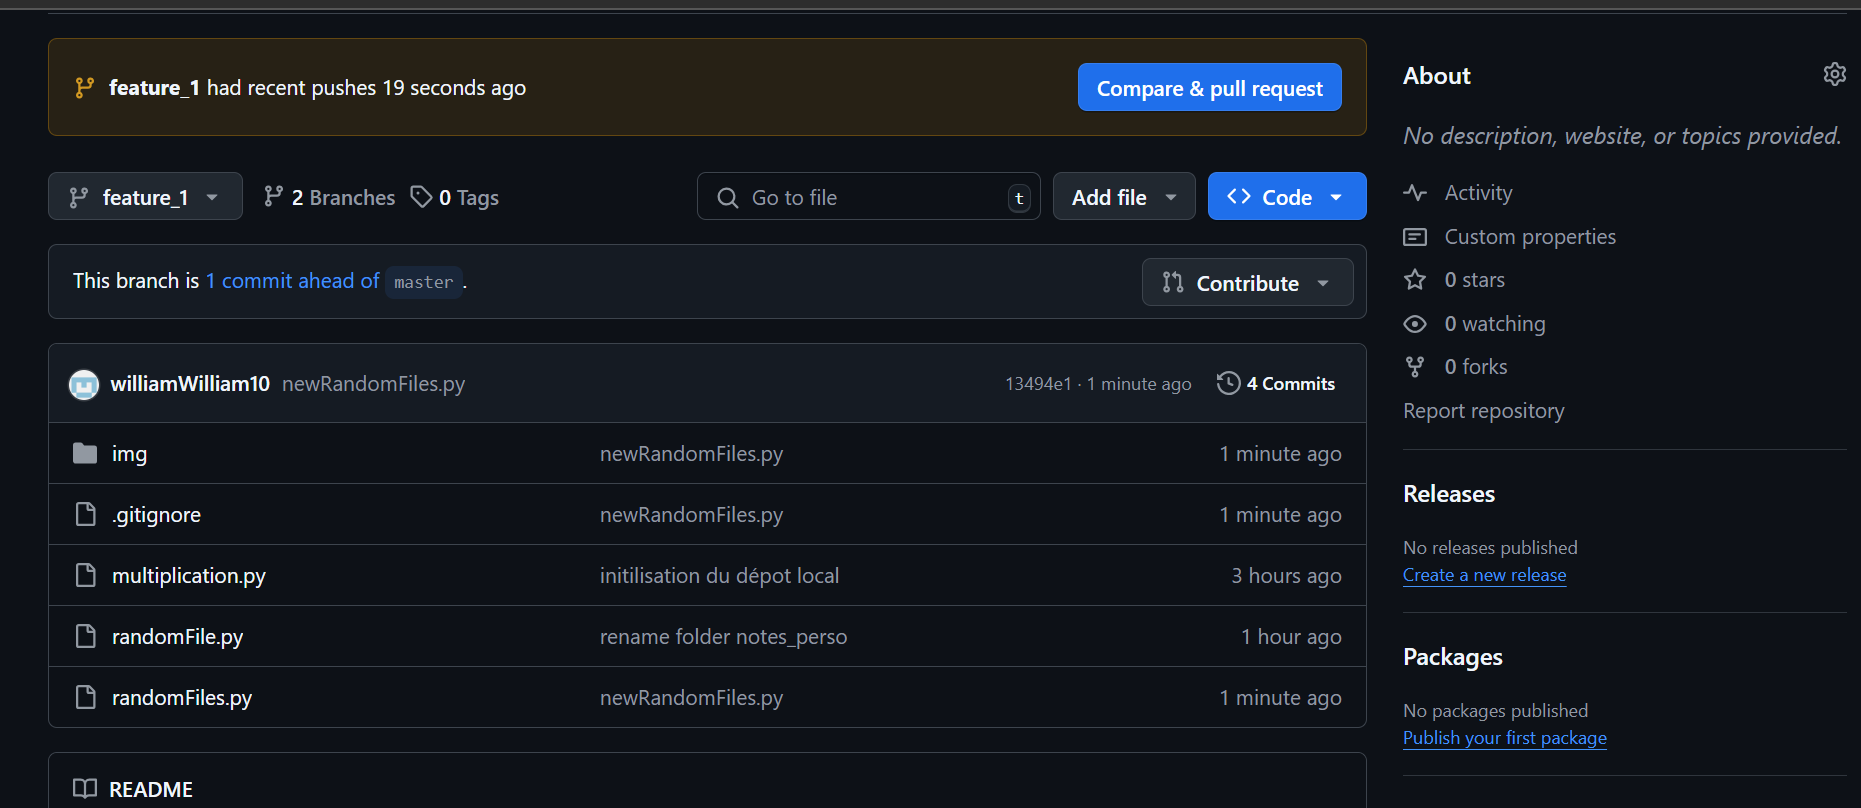 feature_1 had recent pushes 19 seconds ago
Compare & pull request
feature_1
2 Branches
0 Tags
Go to file
t
Add file
Code
This branch is 1 commit ahead of master .
Contribute
williamWilliam10 newRandomFiles.py
13494e1 · 1 minute ago
4 Commits
img newRandomFiles.py 1 minute ago
.gitignore newRandomFiles.py 1 minute ago
multiplication.py initilisation du dépot local 3 hours ago
randomFile.py rename folder notes_perso 1 hour ago
randomFiles.py newRandomFiles.py 1 minute ago
README
About
No description, website, or topics provided.
Activity
Custom properties
0 stars
0 watching
0 forks
Report repository
Releases
No releases published
Create a new release
Packages
No packages published
Publish your first package